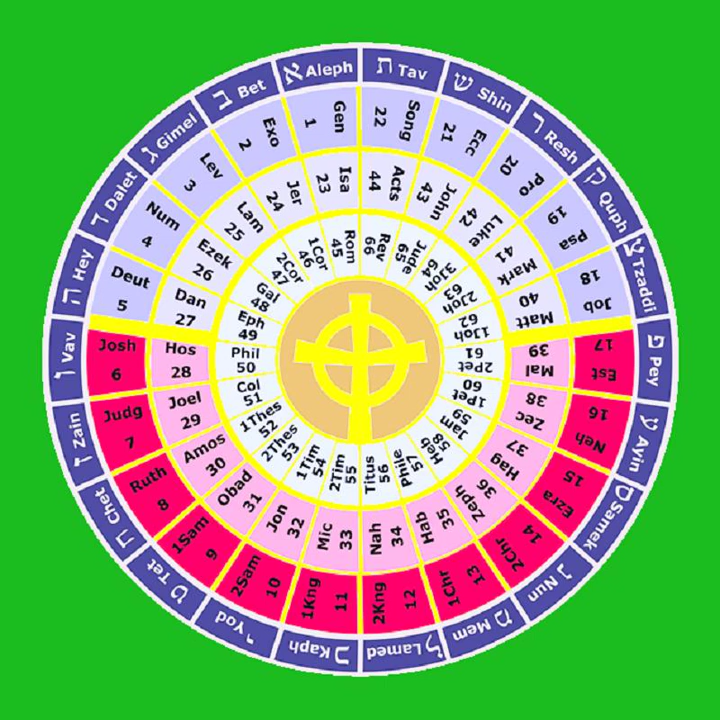 א Aleph
ב Bet
ג Gimel
ד Dalet
ה Hey
ו Vav
ז Zain
ח Chet
ט Tet
י Yod
כ Kaph
ל Lamed
מ Mem
נ Nun
ס Samek
ע Ayin
פ Pey
צ Tzaddi
ק Quph
ר Resh
ש Shin
ת Tav
Gen
1
Exo
2
Lev
3
Num
4
Deut
5
Josh
6
Judg
7
Ruth
8
1Sam
9
2Sam
10
1Kng
11
2Kng
12
1Chr
13
2Chr
14
Ezra
15
Neh
16
Est
17
Job
18
Psa
19
Pro
20
Ecc
21
Song
22
Isa
23
Jer
24
Lam
25
Ezek
26
Dan
27
Hos
28
Joel
29
Amos
30
Obad
31
Jon
32
Mic
33
Nah
34
Hab
35
Zeph
36
Hag
37
Zec
38
Mal
39
Matt
40
Mark
41
Luke
42
John
43
Acts
44
Rom
45
1Cor
46
2Cor
47
Gal
48
Eph
49
Phil
50
Col
51
1Thes
52
2Thes
53
1Tim
54
2Tim
55
Titus
56
Phile
57
Heb
58
Jam
59
1Pet
60
2Pet
61
1Joh
62
2Joh
63
3Joh
64
Jude
65
Rev
66